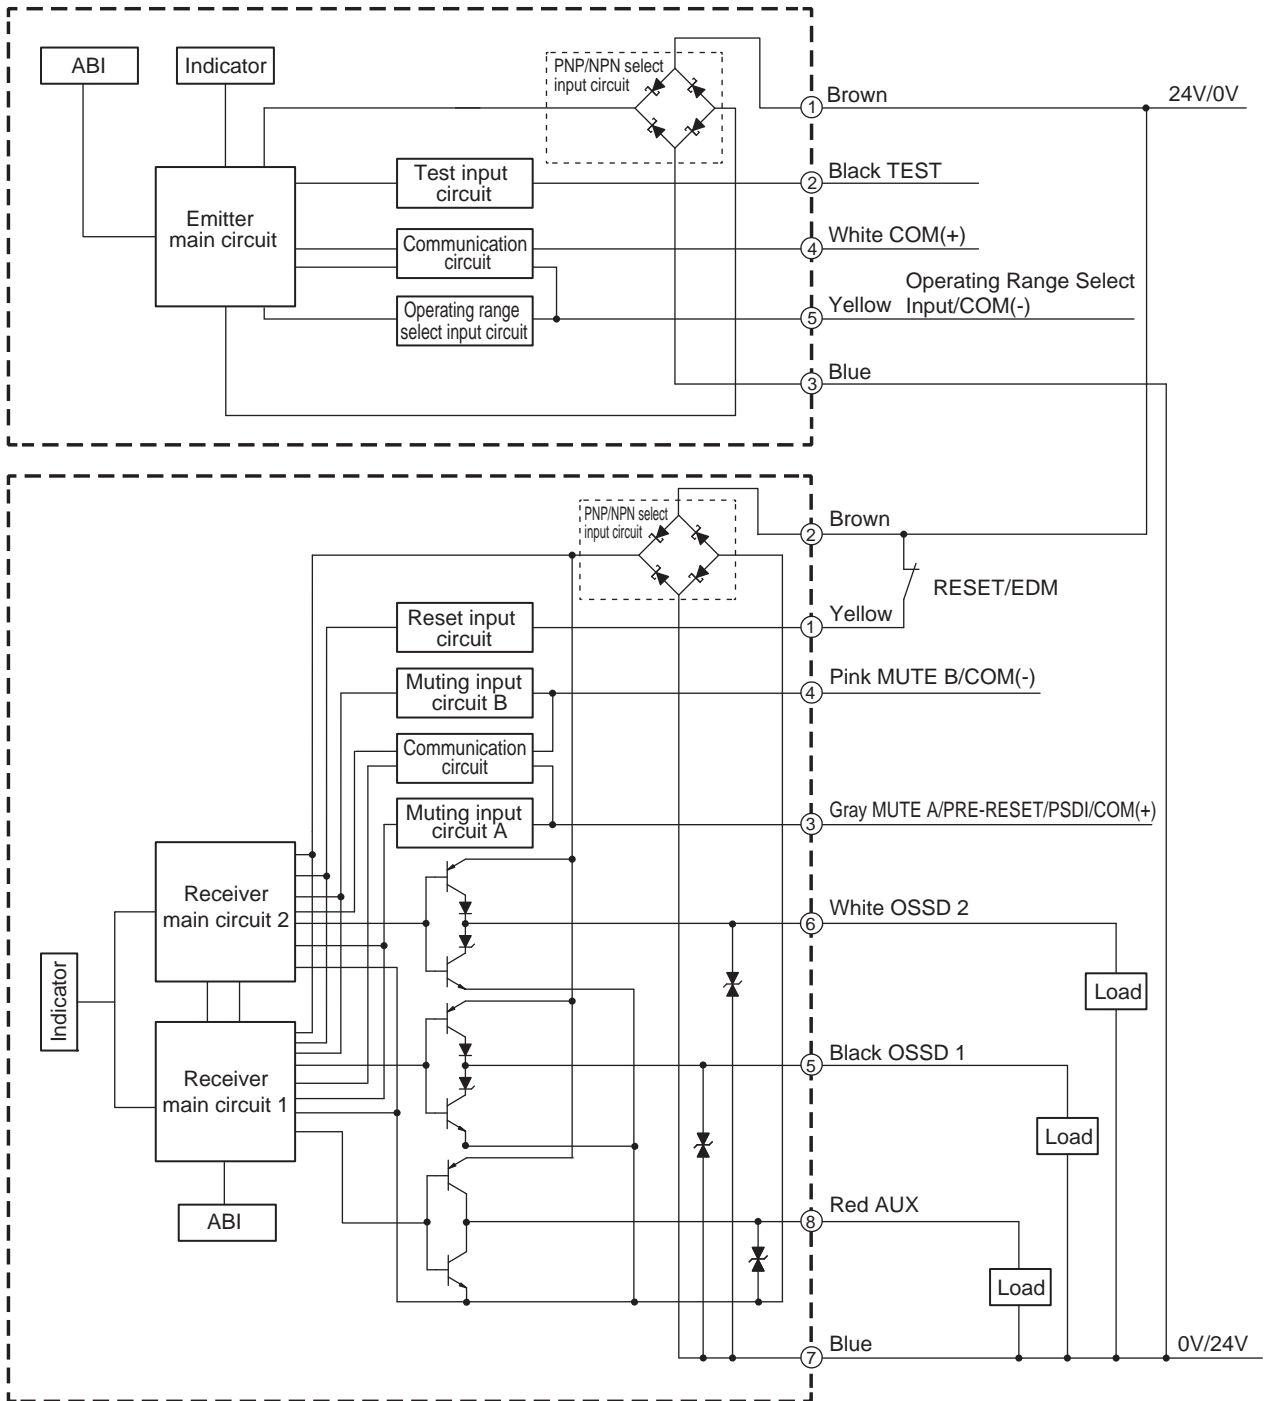 ABI
Indicator
PNP/NPN select
input circuit
1
Brown
24V/0V
Test input
circuit
2
Black TEST
Emitter
main circuit
Communication
circuit
4
White COM(+)
Operating range
select input circuit
5
Yellow
Operating Range Select
Input/COM(-)
3
Blue
PNP/NPN select
input circuit
2
Brown
RESET/EDM
Reset input
circuit
1
Yellow
Muting input
circuit B
4
Pink MUTE B/COM(-)
Communication
circuit
Muting input
circuit A
3
Gray MUTE A/PRE-RESET/PSDI/COM(+)
Receiver
main circuit 2
6
White OSSD 2
Load
Indicator
Receiver
main circuit 1
5
Black OSSD 1
Load
ABI
8
Red AUX
Load
7
Blue
0V/24V